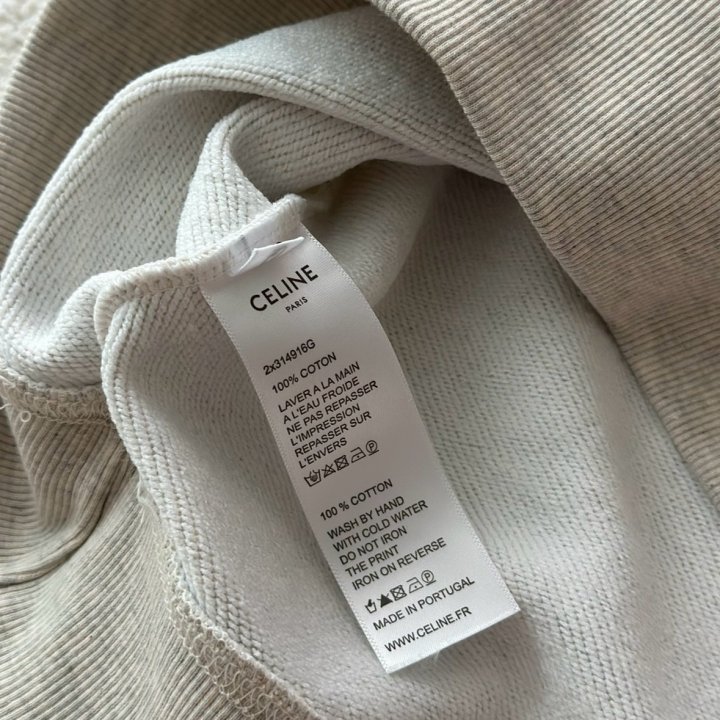 CELINE
PARIS
2x314916G
100% COTON
LAVER A LA MAIN
A L'EAU FROIDE
NE PAS REPASSER
L'IMPRESSION
REPASSER SUR
L'ENVERS
100 % COTTON
WASH BY HAND
WITH COLD WATER
DO NOT IRON
THE PRINT
IRON ON REVERSE
MADE IN PORTUGAL
WWW.CELINE.FR